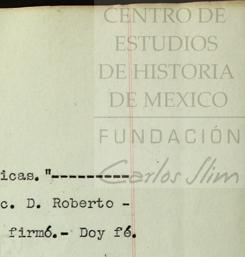 CENTRO DE
ESTUDIOS
DE HISTORIA
DE MEXICO
FUNDACIÓN
Carlos Slim
icas."----------
c. D. Roberto -
firmó.- Doy fé.